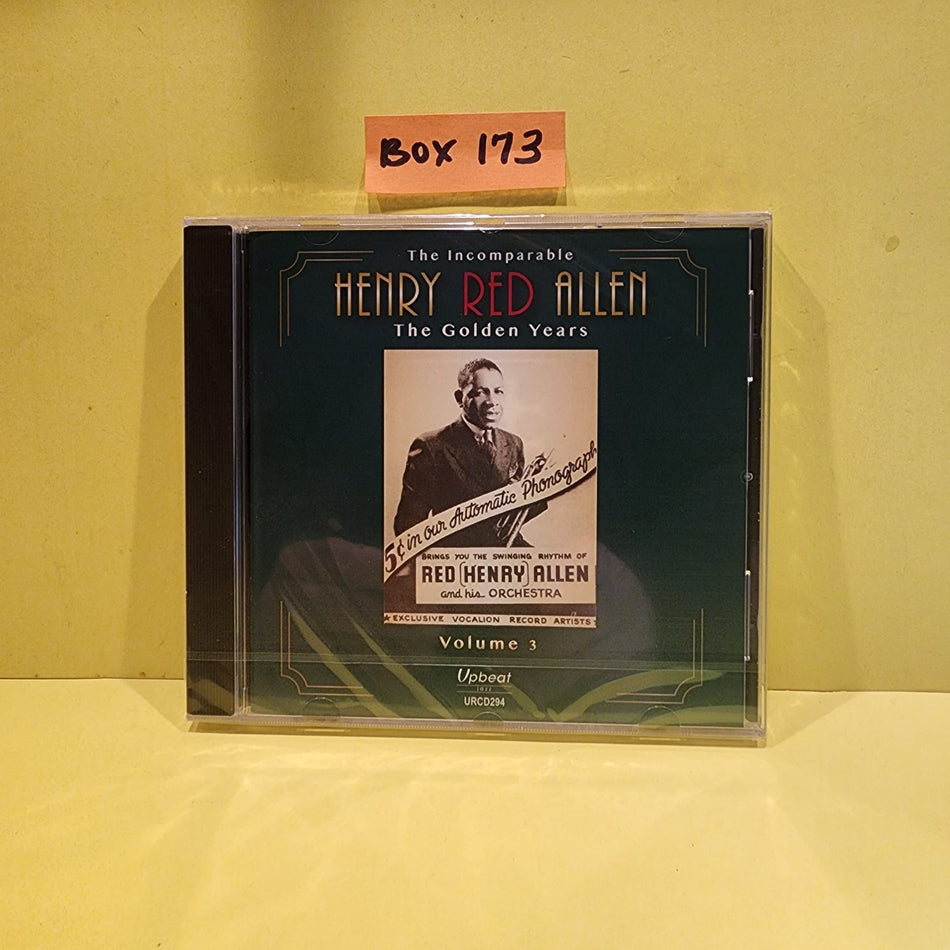 BOX 173
The Incomparable
HENRY RED ALLEN
The Golden Years
5¢ in our Automatic Phonograph
BRINGS YOU THE SWINGING RHYTHM OF
RED (HENRY) ALLEN
and his ORCHESTRA
★ EXCLUSIVE VOCALION RECORD ARTISTS
Volume 3
Upbeat
URCD294